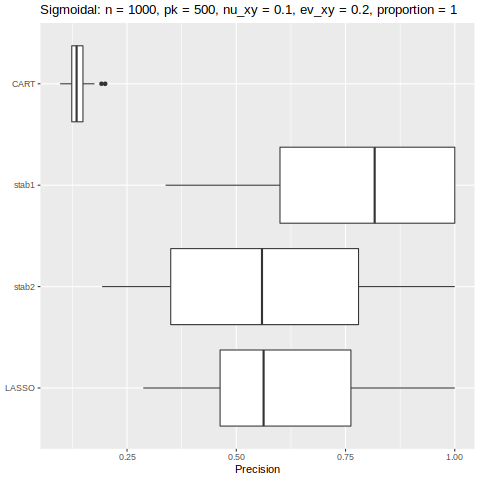 Sigmoidal: n = 1000, pk = 500, nu_xy = 0.1, ev_xy = 0.2, proportion = 1
CART
stab1
stab2
LASSO
0.25 0.50 0.75 1.00
Precision